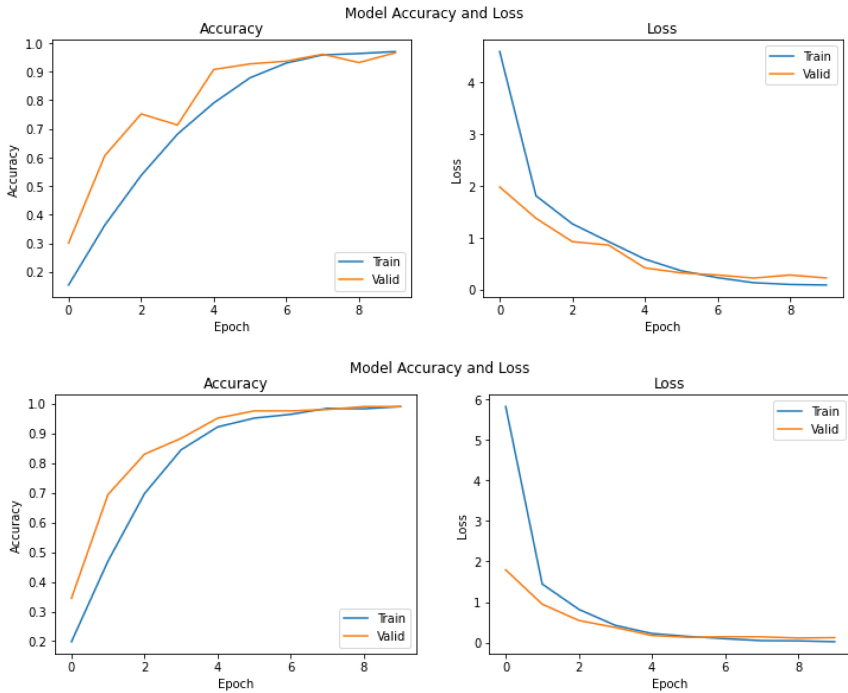 Model Accuracy and Loss
Accuracy
1.0
0.9
0.8
0.7
0.6
0.5
0.4
0.3
0.2
Accuracy
0 2 4 6 8
Epoch
Train
Valid
Loss
4
3
2
1
0
Loss
0 2 4 6 8
Epoch
Train
Valid
Model Accuracy and Loss
Accuracy
1.0
0.9
0.8
0.7
0.6
0.5
0.4
0.3
0.2
Accuracy
0 2 4 6 8
Epoch
Train
Valid
Loss
6
5
4
3
2
1
0
Loss
0 2 4 6 8
Epoch
Train
Valid